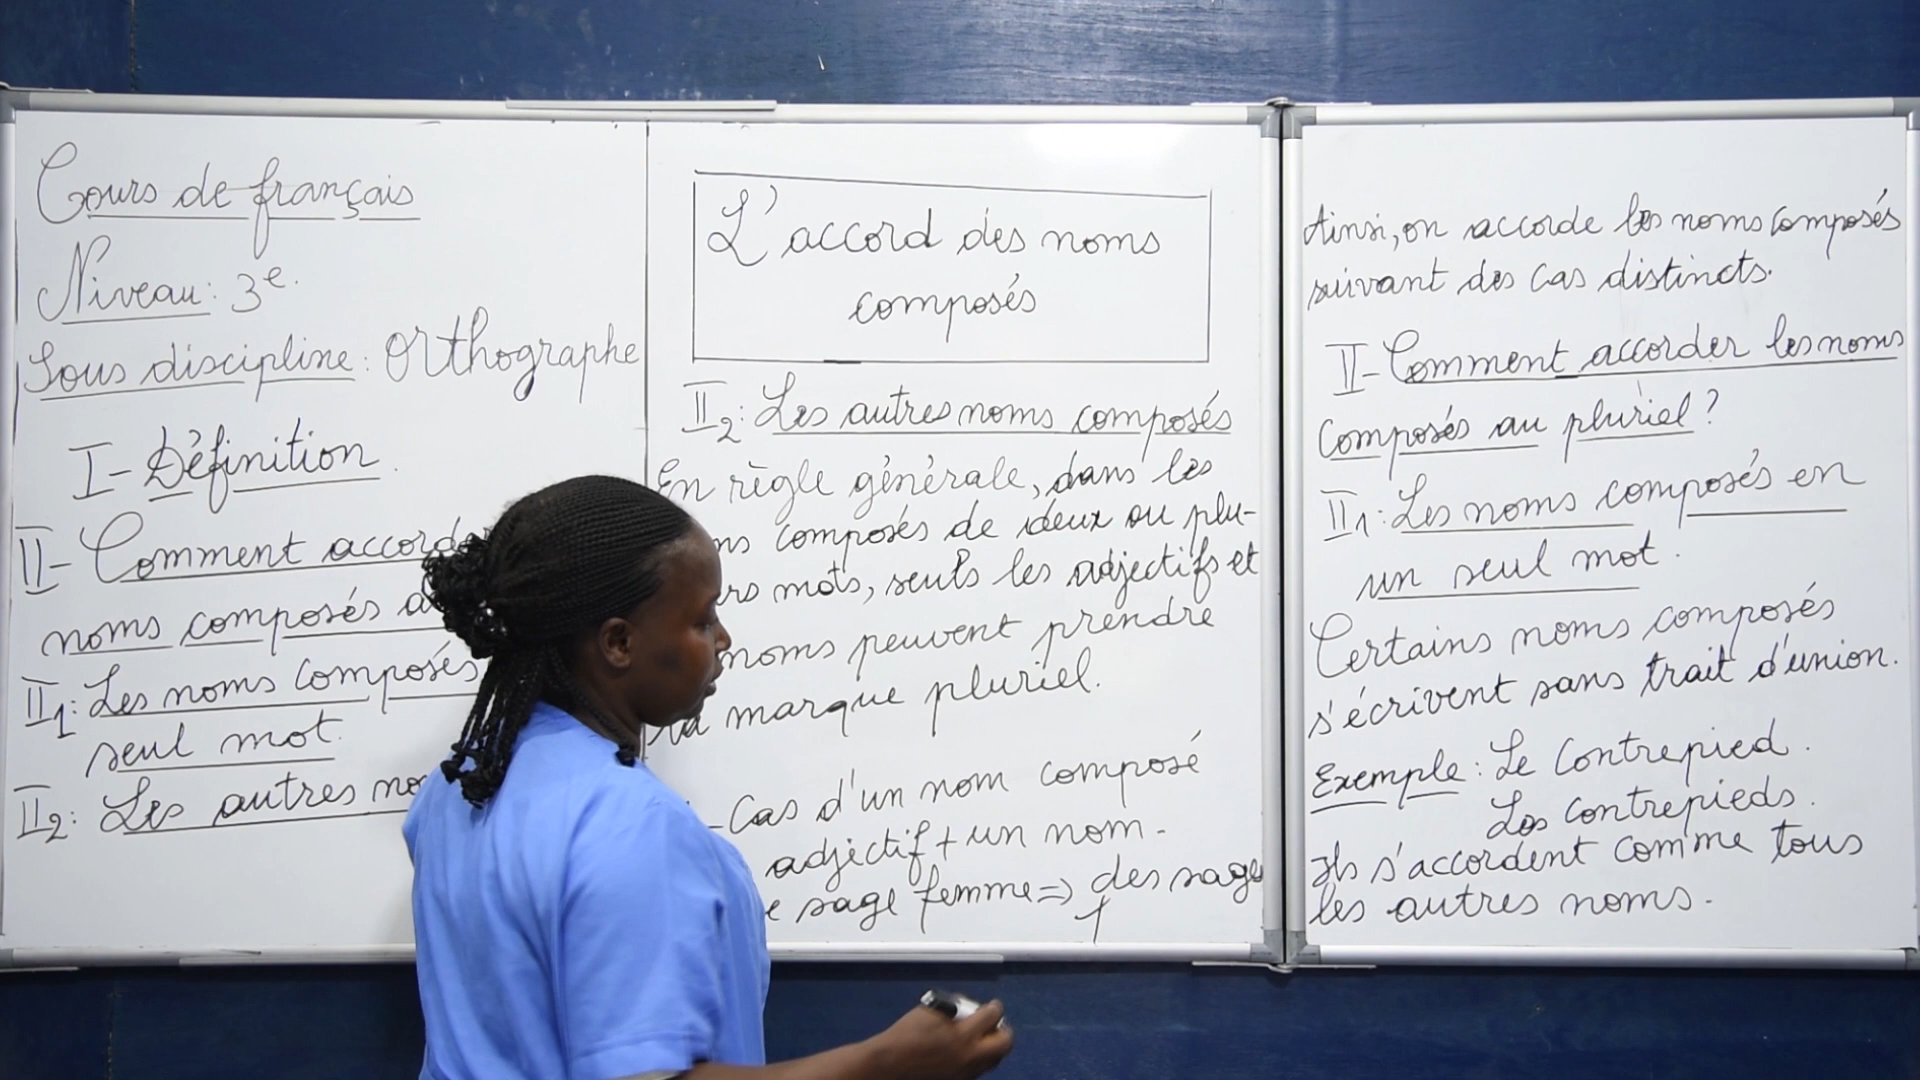 Cours de français
Niveau: 3e.
Sous discipline: Orthographe
I- Définition.
II- Comment accorde
noms composés a
II1: Les noms composés
seul mot.
II2: Les autres no
L'accord des noms
composés
II2: Les autres noms composés
En règle générale, dans les
ms composés de deux ou plu-
rs mots, seuls les adjectifs et
noms peuvent prendre
la marque pluriel.
- Cas d'un nom composé
adjectif + un nom.
e sage femme => des sage
f
Ainsi, on accorde les noms composés
suivant des cas distincts.
II- Comment accorder les noms
composés au pluriel?
II1: Les noms composés en
un seul mot.
Certains noms composés
s'écrivent sans trait d'union.
Exemple: Le contrepied.
Les contrepieds.
Ils s'accordent comme tous
les autres noms.